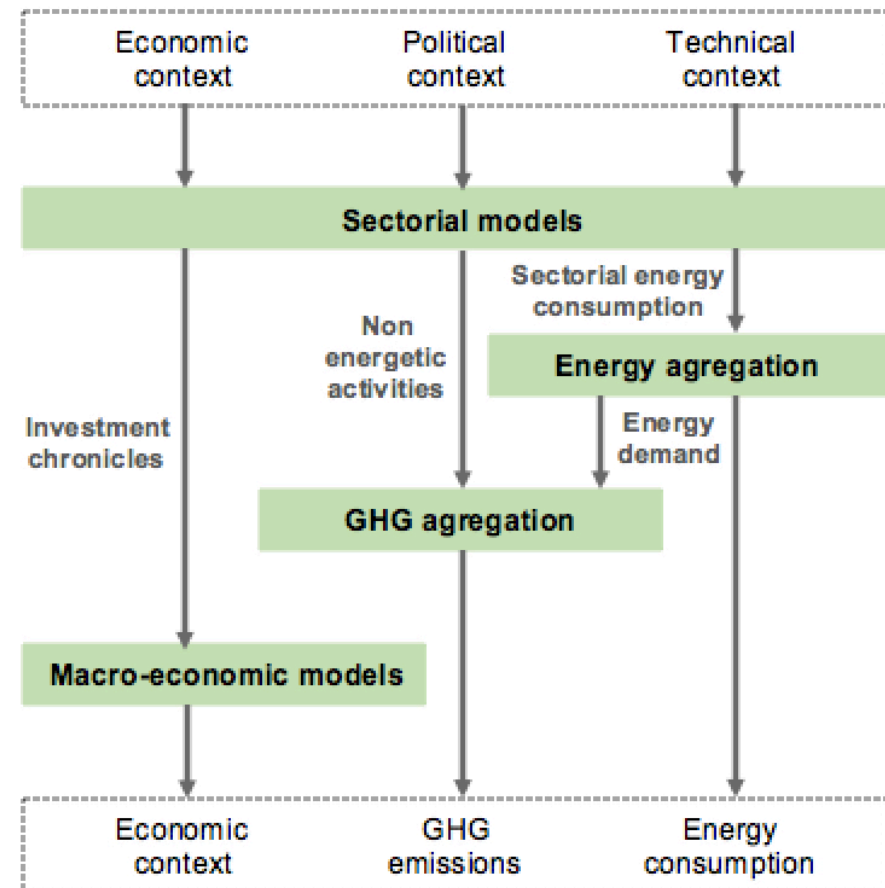 Economic
context
Political
context
Technical
context
Sectorial models
Sectorial energy
consumption
Non
energetic
activities
Energy agregation
Investment
chronicles
Energy
demand
GHG agregation
Macro-economic models
Economic
context
GHG
emissions
Energy
consumption